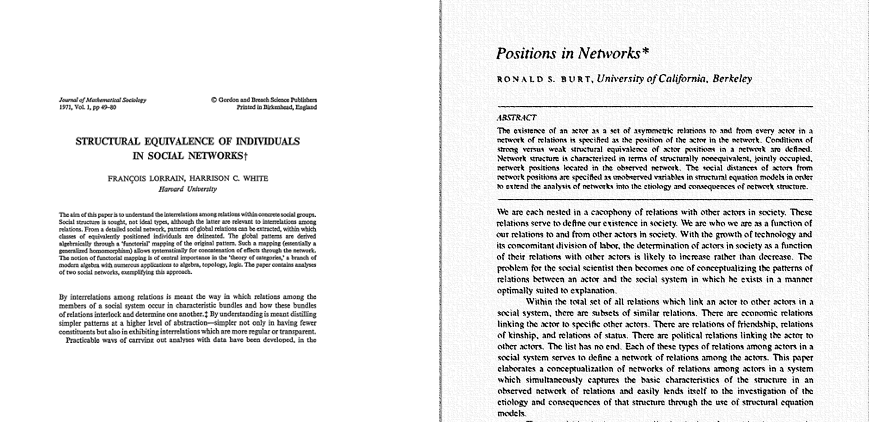 Journal of Mathematical Sociology
1971, Vol. 1, pp 49–80
© Gordon and Breach Science Publishers
Printed in Birkenhead, England
STRUCTURAL EQUIVALENCE OF INDIVIDUALS
IN SOCIAL NETWORKS†
FRANÇOIS LORRAIN, HARRISON C. WHITE
Harvard University
The aim of this paper is to understand the interrelations among relations within concrete social groups.
Social structure is sought, not ideal types, although the latter are relevant to interrelations among
relations. From a detailed social network, patterns of global relations can be extracted, within which
classes of equivalently positioned individuals are delineated. The global patterns are derived
algebraically through a 'functorial' mapping of the original pattern. Such a mapping (essentially a
generalized homomorphism) allows systematically for concatenation of effects through the network.
The notion of functorial mapping is of central importance in the 'theory of categories,' a branch of
modern algebra with numerous applications to algebra, topology, logic. The paper contains analyses
of two social networks, exemplifying this approach.
By interrelations among relations is meant the way in which relations among the
members of a social system occur in characteristic bundles and how these bundles
of relations interlock and determine one another.‡ By understanding is meant distilling
simpler patterns at a higher level of abstraction—simpler not only in having fewer
constituents but also in exhibiting interrelations which are more regular or transparent.
Practicable ways of carrying out analyses with data have been developed, in the
Positions in Networks*
RONALD S. BURT, University of California, Berkeley
ABSTRACT
The existence of an actor as a set of asymmetric relations to and from every actor in a
network of relations is specified as the position of the actor in the network. Conditions of
strong versus weak structural equivalence of actor positions in a network are defined.
Network structure is characterized in terms of structurally nonequivalent, jointly occupied,
network positions located in the observed network. The social distances of actors from
network positions are specified as unobserved variables in structural equation models in order
to extend the analysis of networks into the etiology and consequences of network structure.
We are each nested in a cacophony of relations with other actors in society. These
relations serve to define our existence in society. We are who we are as a function of
our relations to and from other actors in society. With the growth of technology and
its concomitant division of labor, the determination of actors in society as a function
of their relations with other actors is likely to increase rather than decrease. The
problem for the social scientist then becomes one of conceptualizing the patterns of
relations between an actor and the social system in which he exists in a manner
optimally suited to explanation.
Within the total set of all relations which link an actor to other actors in a
social system, there are subsets of similar relations. There are economic relations
linking the actor to specific other actors. There are relations of friendship, relations
of kinship, and relations of status. There are political relations linking the actor to
other actors. The list has no end. Each of these types of relations among actors in a
social system serves to define a network of relations among the actors. This paper
elaborates a conceptualization of networks of relations among actors in a system
which simultaneously captures the basic characteristics of the structure in an
observed network of relations and easily lends itself to the investigation of the
etiology and consequences of that structure through the use of structural equation
models.